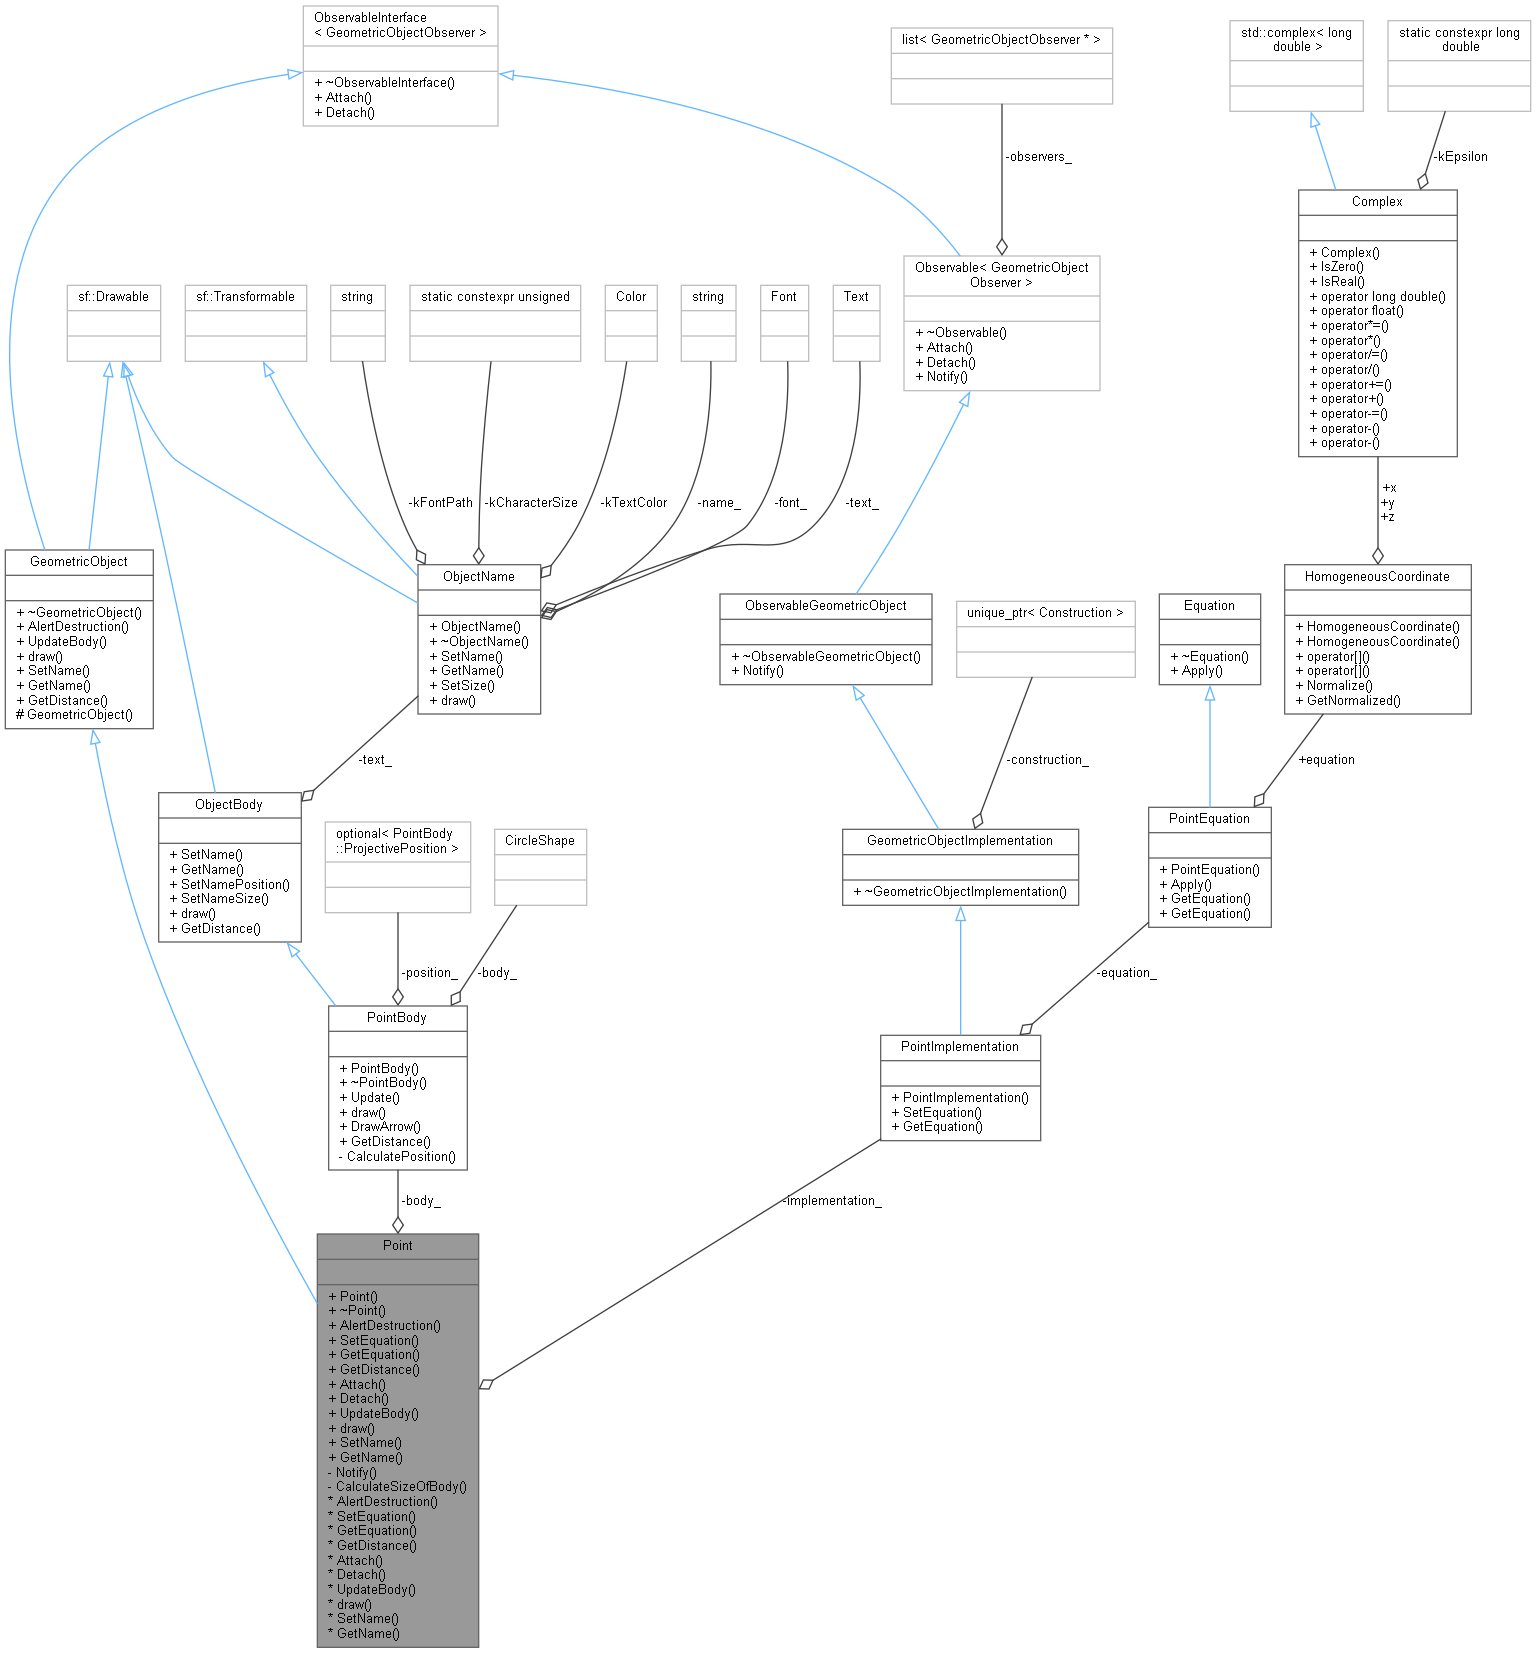 ObservableInterface
< GeometricObjectObserver >
+ ~ObservableInterface()
+ Attach()
+ Detach()
list< GeometricObjectObserver * >
std::complex< long
double >
static constexpr long
double
-observers_
-kEpsilon
Complex
+ Complex()
+ IsZero()
+ IsReal()
+ operator long double()
+ operator float()
+ operator*=()
+ operator*()
+ operator/=()
+ operator/()
+ operator+=()
+ operator+()
+ operator-=()
+ operator-()
+ operator-()
Observable< GeometricObject
Observer >
+ ~Observable()
+ Attach()
+ Detach()
+ Notify()
sf::Drawable
sf::Transformable
string
static constexpr unsigned
Color
string
Font
Text
-kFontPath
-kCharacterSize
-kTextColor
-name_
-font_
-text_
+x
+y
+z
GeometricObject
+ ~GeometricObject()
+ AlertDestruction()
+ UpdateBody()
+ draw()
+ SetName()
+ GetName()
+ GetDistance()
# GeometricObject()
ObjectName
+ ObjectName()
+ ~ObjectName()
+ SetName()
+ GetName()
+ SetSize()
+ draw()
ObservableGeometricObject
+ ~ObservableGeometricObject()
+ Notify()
unique_ptr< Construction >
Equation
+ ~Equation()
+ Apply()
HomogeneousCoordinate
+ HomogeneousCoordinate()
+ HomogeneousCoordinate()
+ operator[]()
+ operator[]()
+ Normalize()
+ GetNormalized()
-text_
-construction_
+equation
ObjectBody
+ SetName()
+ GetName()
+ SetNamePosition()
+ SetNameSize()
+ draw()
+ GetDistance()
optional< PointBody
::ProjectivePosition >
CircleShape
GeometricObjectImplementation
+ ~GeometricObjectImplementation()
PointEquation
+ PointEquation()
+ Apply()
+ GetEquation()
+ GetEquation()
-position_
-body_
-equation_
PointBody
+ PointBody()
+ ~PointBody()
+ Update()
+ draw()
+ DrawArrow()
+ GetDistance()
- CalculatePosition()
PointImplementation
+ PointImplementation()
+ SetEquation()
+ GetEquation()
-body_
-implementation_
Point
+ Point()
+ ~Point()
+ AlertDestruction()
+ SetEquation()
+ GetEquation()
+ GetDistance()
+ Attach()
+ Detach()
+ UpdateBody()
+ draw()
+ SetName()
+ GetName()
- Notify()
- CalculateSizeOfBody()
* AlertDestruction()
* SetEquation()
* GetEquation()
* GetDistance()
* Attach()
* Detach()
* UpdateBody()
* draw()
* SetName()
* GetName()